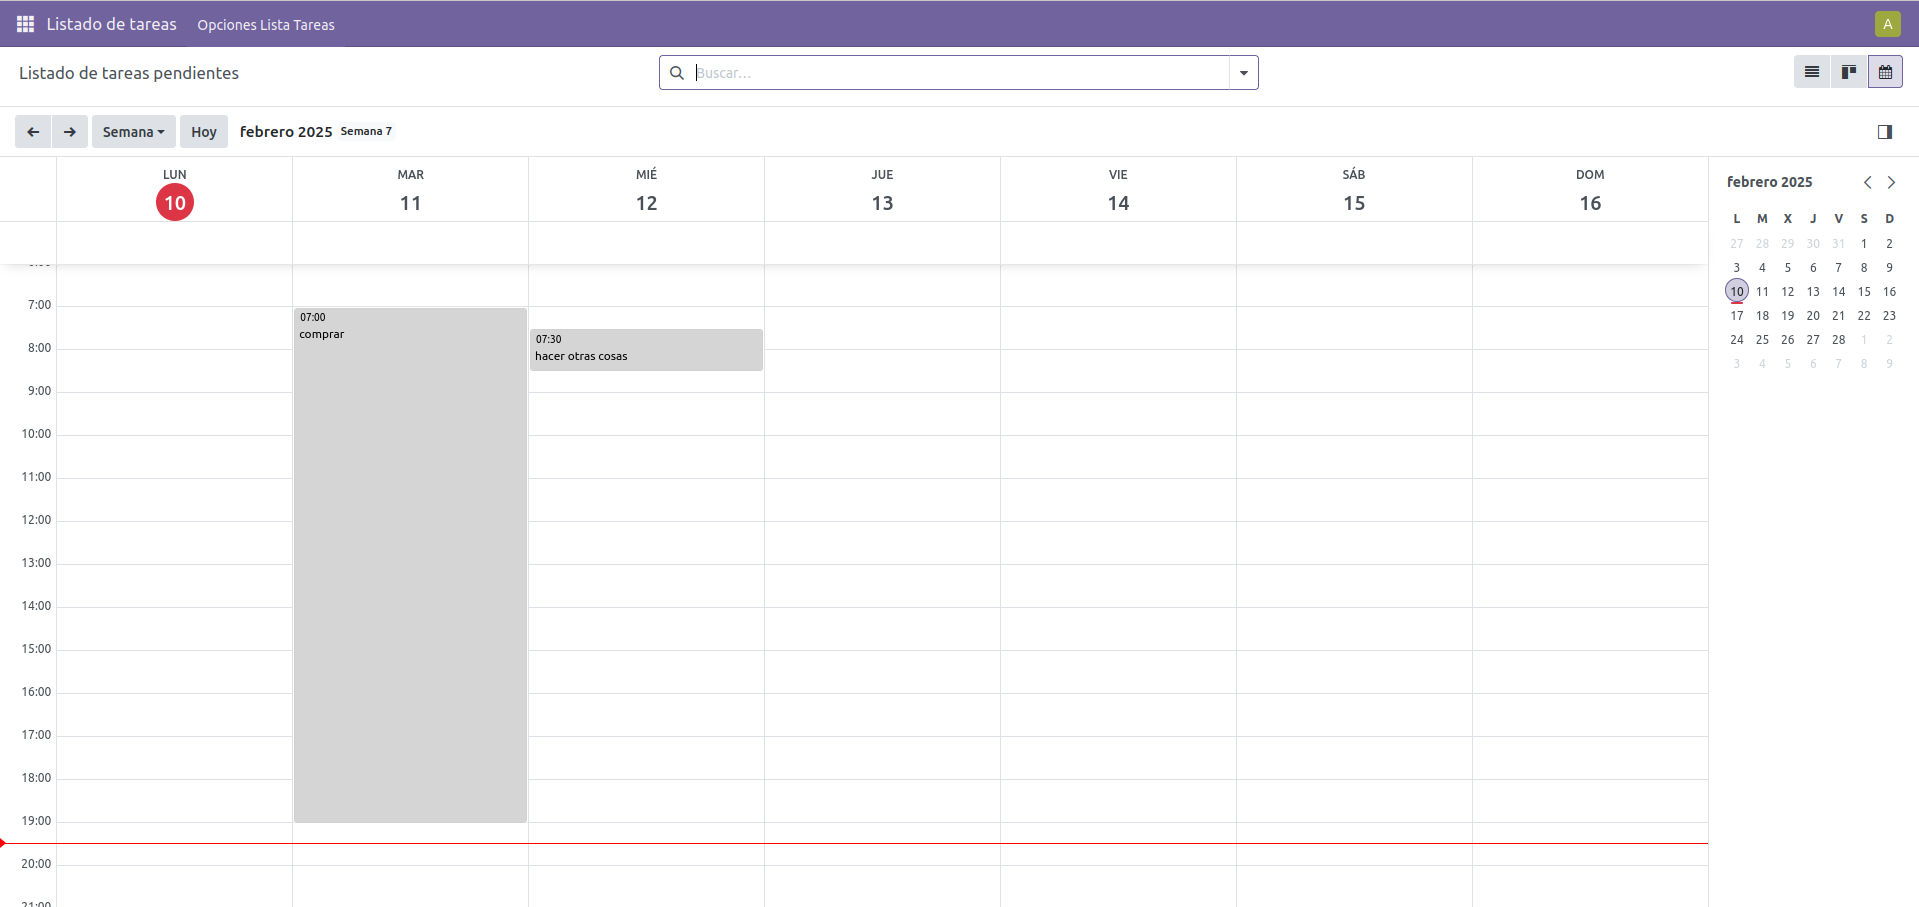 Listado de tareas Opciones Lista Tareas A
Listado de tareas pendientes Buscar...
Semana Hoy febrero 2025 Semana 7
LUN MAR MIÉ JUE VIE SÁB DOM
10 11 12 13 14 15 16
7:00
07:00
comprar
07:30
hacer otras cosas
8:00
9:00
10:00
11:00
12:00
13:00
14:00
15:00
16:00
17:00
18:00
19:00
20:00
21:00
febrero 2025
L M X J V S D
27 28 29 30 31 1 2
3 4 5 6 7 8 9
10 11 12 13 14 15 16
17 18 19 20 21 22 23
24 25 26 27 28 1 2
3 4 5 6 7 8 9